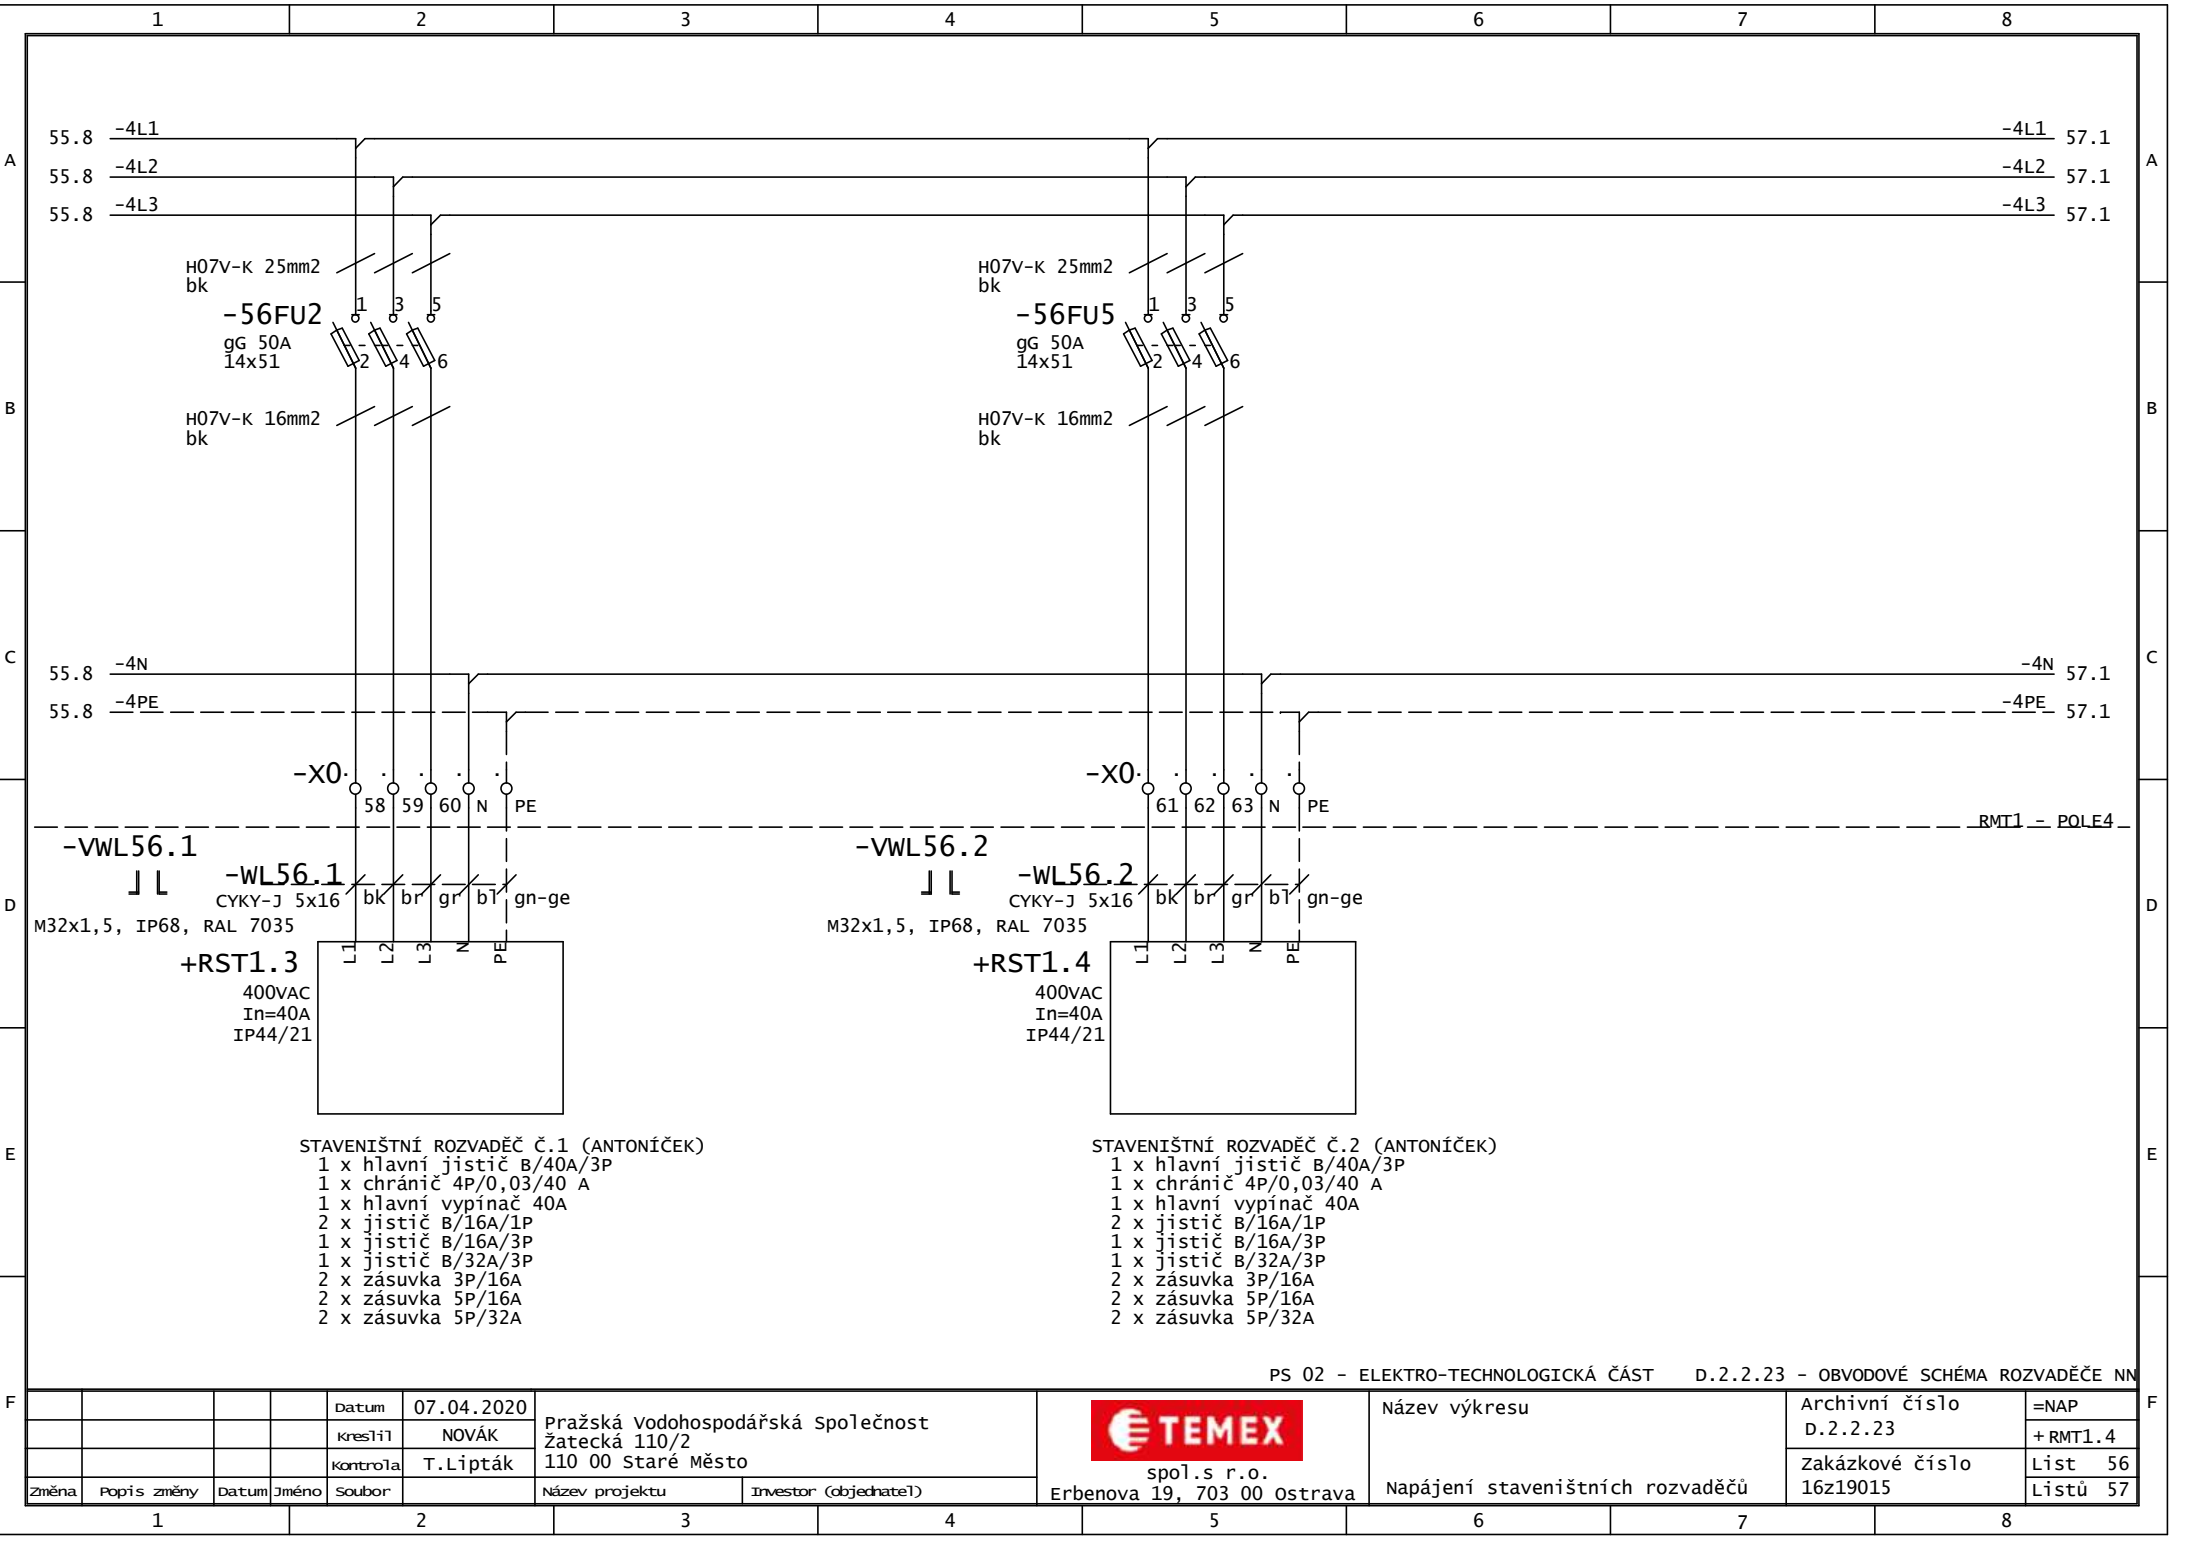 1 2 3 4 5 6 7 8
55.8 -4L1 -4L1 57.1
A A
55.8 -4L2 -4L2 57.1
55.8 -4L3 -4L3 57.1
H07V-K 25mm2 H07V-K 25mm2
bk bk
-56FU2 1 3 5 -56FU5 1 3 5
gG 50A gG 50A
14x51 2 4 6 14x51 2 4 6
B B
H07V-K 16mm2 H07V-K 16mm2
bk bk
C C
55.8 -4N -4N 57.1
55.8 -4PE -4PE 57.1
-X0 -X0
58 59 60 N PE 61 62 63 N PE
RMT1 - POLE4
-VWL56.1 -VWL56.2
-WL56.1 -WL56.2
CYKY-J 5x16 bk br gr bl gn-ge CYKY-J 5x16 bk br gr bl gn-ge
D D
M32x1,5, IP68, RAL 7035 M32x1,5, IP68, RAL 7035
L1 L2 L3 N PE L1 L2 L3 N PE
+RST1.3 +RST1.4
400VAC 400VAC
In=40A In=40A
IP44/21 IP44/21
E E
STAVENIŠTNÍ ROZVADĚČ Č.1 (ANTONÍČEK)
1 x hlavní jistič B/40A/3P
1 x chránič 4P/0,03/40 A
1 x hlavní vypínač 40A
2 x jistič B/16A/1P
1 x jistič B/16A/3P
1 x jistič B/32A/3P
2 x zásuvka 3P/16A
2 x zásuvka 5P/16A
2 x zásuvka 5P/32A
STAVENIŠTNÍ ROZVADĚČ Č.2 (ANTONÍČEK)
1 x hlavní jistič B/40A/3P
1 x chránič 4P/0,03/40 A
1 x hlavní vypínač 40A
2 x jistič B/16A/1P
1 x jistič B/16A/3P
1 x jistič B/32A/3P
2 x zásuvka 3P/16A
2 x zásuvka 5P/16A
2 x zásuvka 5P/32A
PS 02 - ELEKTRO-TECHNOLOGICKÁ ČÁST D.2.2.23 - OBVODOVÉ SCHÉMA ROZVADĚČE NN
F F
Datum 07.04.2020
Kreslil NOVÁK
Kontrola T.Lipták
Změna Popis změny Datum Jméno Soubor
Pražská Vodohospodářská Společnost
Žatecká 110/2
110 00 Staré Město
Název projektu Investor (objednatel)
TEMEX
spol.s r.o.
Erbenova 19, 703 00 Ostrava
Název výkresu
Napájení staveništních rozvaděčů
Archivní číslo
D.2.2.23
Zakázkové číslo
16z19015
=NAP
+RMT1.4
List 56
Listů 57
1 2 3 4 5 6 7 8